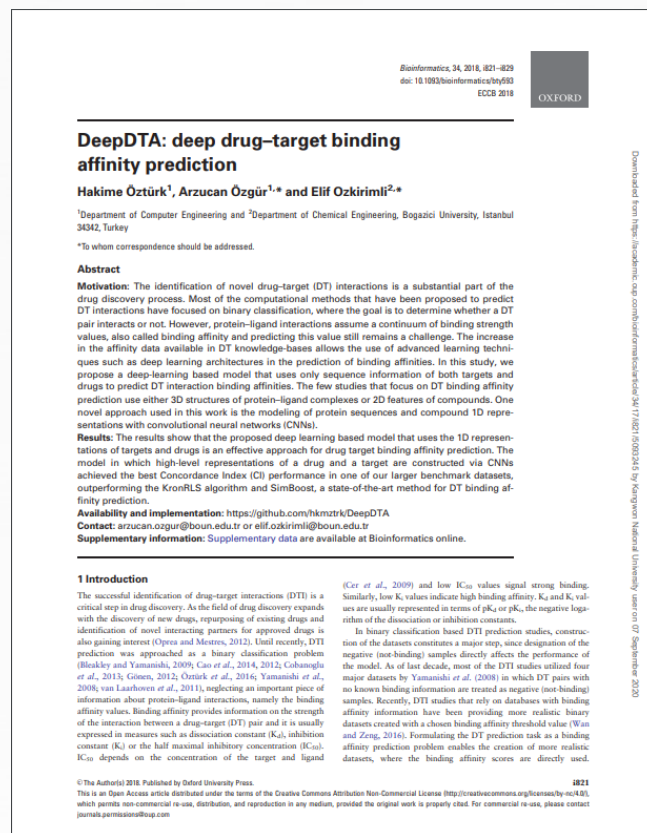 Bioinformatics, 34, 2018, i821–i829
doi: 10.1093/bioinformatics/bty593
ECCB 2018
OXFORD
DeepDTA: deep drug–target binding
affinity prediction
Hakime Öztürk1, Arzucan Özgür1,* and Elif Ozkirimli2,*
1Department of Computer Engineering and 2Department of Chemical Engineering, Bogazici University, Istanbul
34342, Turkey
*To whom correspondence should be addressed.
Abstract
Motivation: The identification of novel drug–target (DT) interactions is a substantial part of the
drug discovery process. Most of the computational methods that have been proposed to predict
DT interactions have focused on binary classification, where the goal is to determine whether a DT
pair interacts or not. However, protein–ligand interactions assume a continuum of binding strength
values, also called binding affinity and predicting this value still remains a challenge. The increase
in the affinity data available in DT knowledge-bases allows the use of advanced learning techni-
ques such as deep learning architectures in the prediction of binding affinities. In this study, we
propose a deep-learning based model that uses only sequence information of both targets and
drugs to predict DT interaction binding affinities. The few studies that focus on DT binding affinity
prediction use either 3D structures of protein–ligand complexes or 2D features of compounds. One
novel approach used in this work is the modeling of protein sequences and compound 1D repre-
sentations with convolutional neural networks (CNNs).
Results: The results show that the proposed deep learning based model that uses the 1D represen-
tations of targets and drugs is an effective approach for drug target binding affinity prediction. The
model in which high-level representations of a drug and a target are constructed via CNNs
achieved the best Concordance Index (CI) performance in one of our larger benchmark datasets,
outperforming the KronRLS algorithm and SimBoost, a state-of-the-art method for DT binding af-
finity prediction.
Availability and implementation: https://github.com/hkmztrk/DeepDTA
Contact: arzucan.ozgur@boun.edu.tr or elif.ozkirimli@boun.edu.tr
Supplementary information: Supplementary data are available at Bioinformatics online.
1 Introduction
The successful identification of drug–target interactions (DTI) is a
critical step in drug discovery. As the field of drug discovery expands
with the discovery of new drugs, repurposing of existing drugs and
identification of novel interacting partners for approved drugs is
also gaining interest (Oprea and Mestres, 2012). Until recently, DTI
prediction was approached as a binary classification problem
(Bleakley and Yamanishi, 2009; Cao et al., 2014, 2012; Cobanoglu
et al., 2013; Gönen, 2012; Öztürk et al., 2016; Yamanishi et al.,
2008; van Laarhoven et al., 2011), neglecting an important piece of
information about protein–ligand interactions, namely the binding
affinity values. Binding affinity provides information on the strength
of the interaction between a drug–target (DT) pair and it is usually
expressed in measures such as dissociation constant (Kd), inhibition
constant (Ki) or the half maximal inhibitory concentration (IC50).
IC50 depends on the concentration of the target and ligand
(Cer et al., 2009) and low IC50 values signal strong binding.
Similarly, low Ki values indicate high binding affinity. Kd and Ki val-
ues are usually represented in terms of pKd or pKi, the negative loga-
rithm of the dissociation or inhibition constants.
In binary classification based DTI prediction studies, construc-
tion of the datasets constitutes a major step, since designation of the
negative (not-binding) samples directly affects the performance of
the model. As of last decade, most of the DTI studies utilized four
major datasets by Yamanishi et al. (2008) in which DT pairs with
no known binding information are treated as negative (not-binding)
samples. Recently, DTI studies that rely on databases with binding
affinity information have been providing more realistic binary
datasets created with a chosen binding affinity threshold value (Wan
and Zeng, 2016). Formulating the DT prediction task as a binding
affinity prediction problem enables the creation of more realistic
datasets, where the binding affinity scores are directly used.
© The Author(s) 2018. Published by Oxford University Press. i821
This is an Open Access article distributed under the terms of the Creative Commons Attribution Non-Commercial License (http://creativecommons.org/licenses/by-nc/4.0/),
which permits non-commercial re-use, distribution, and reproduction in any medium, provided the original work is properly cited. For commercial re-use, please contact
journals.permissions@oup.com
Downloaded from https://academic.oup.com/bioinformatics/article/34/17/i821/5093245 by Kangwon National University user on 07 September 2020